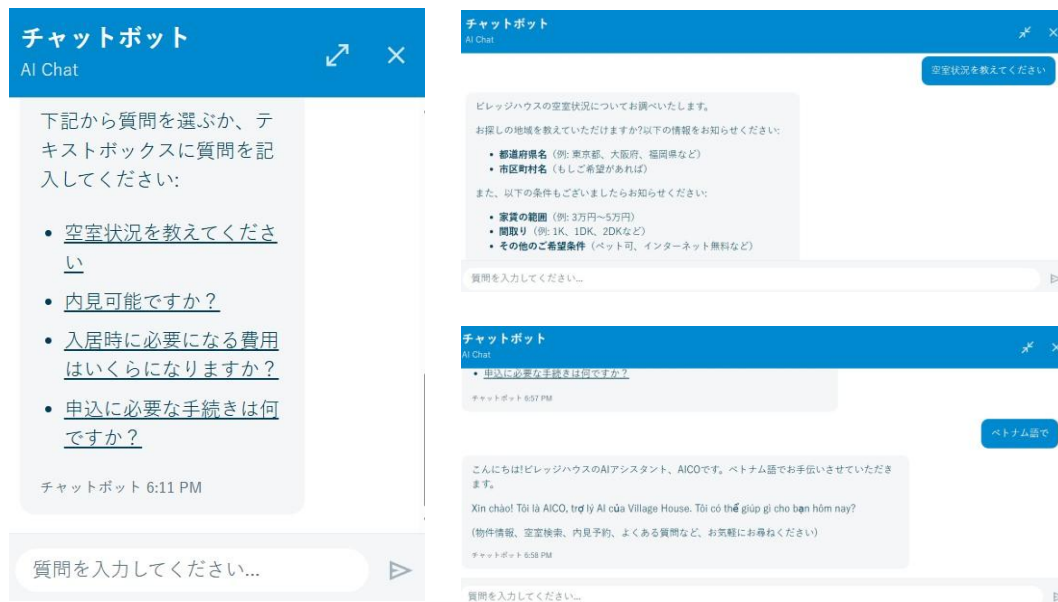 チャットボット
AI Chat
下記から質問を選ぶか、テ
キストボックスに質問を記
入してください:
• 空室状況を教えてくださ
い
• 内見可能ですか？
• 入居時に必要になる費用
はいくらになりますか？
• 申込に必要な手続きは何
ですか？
チャットボット 6:11 PM
質問を入力してください...
チャットボット
AI Chat
空室状況を教えてください
ビレッジハウスの空室状況についてお調べいたします。
お探しの地域を教えていただけますか?以下の情報をお知らせください:
• 都道府県名（例: 東京都、大阪府、福岡県など）
• 市区町村名（もしご希望があれば）
また、以下の条件もございましたらお知らせください:
• 家賃の範囲（例: 3万円〜5万円）
• 間取り（例: 1K、1DK、2DKなど）
• その他のご希望条件（ペット可、インターネット無料など）
質問を入力してください...
チャットボット
AI Chat
• 申込に必要な手続きは何ですか？
チャットボット 6:57 PM
ベトナム語で
こんにちは!ビレッジハウスのAIアシスタント、AICOです。ベトナム語でお手伝いさせていただき
ます。
Xin chào! Tôi là AICO, trợ lý AI của Village House. Tôi có thể giúp gì cho bạn hôm nay?
(物件情報、空室検索、内見予約、よくある質問など、お気軽にお尋ねください)
チャットボット 6:58 PM
質問を入力してください...